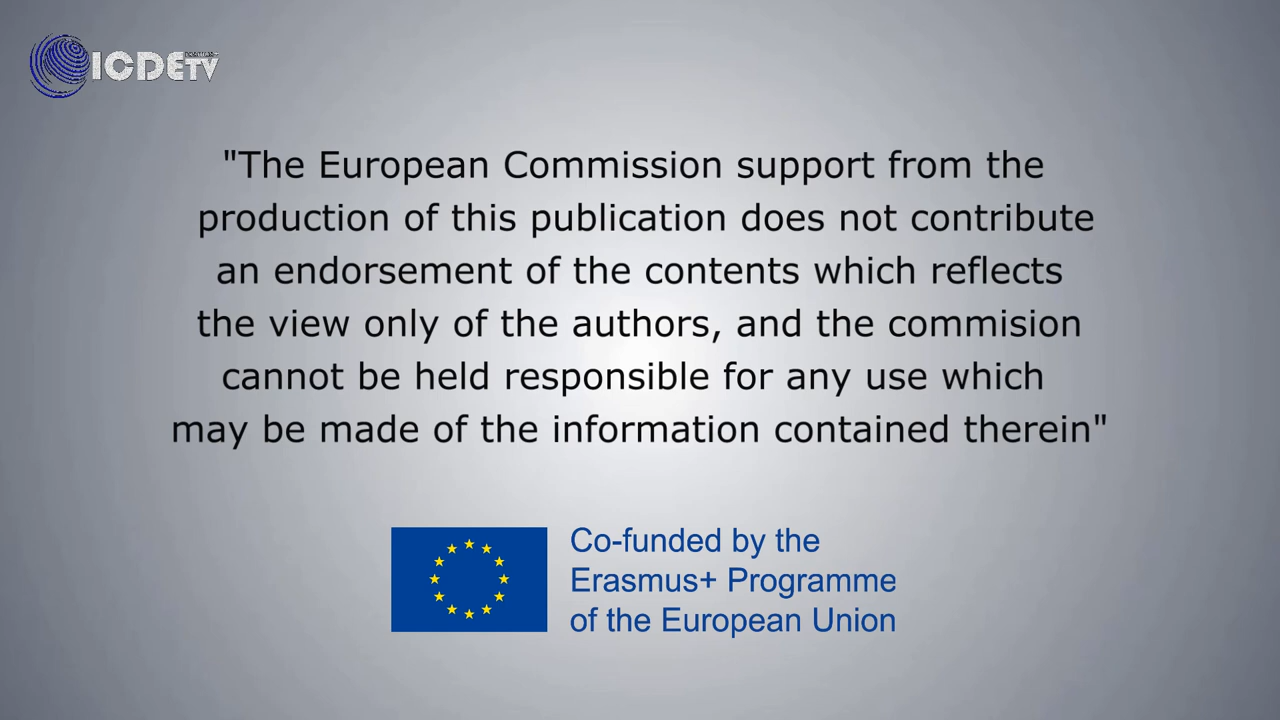 ICDETV
"The European Commission support from the
production of this publication does not contribute
an endorsement of the contents which reflects
the view only of the authors, and the commision
cannot be held responsible for any use which
may be made of the information contained therein"
Co-funded by the
Erasmus+ Programme
of the European Union